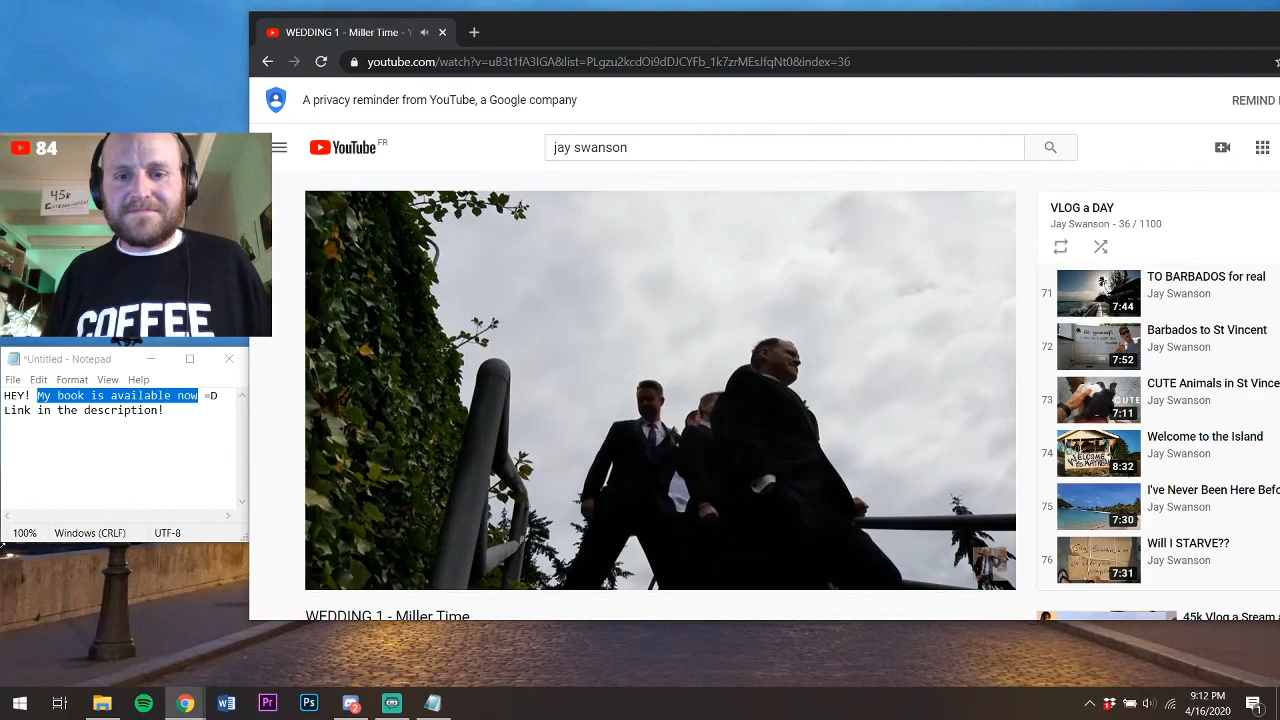 WEDDING 1 - Miller Time - Y
youtube.com/watch?v=uB3t1fA3IGA&list=PLgzu2kcdOi9dDJCYFb_1k7zrMEsJfqNt0&index=36
A privacy reminder from YouTube, a Google company
REMIND
YouTube FR
jay swanson
84
45k
COFFEE
VLOG a DAY
Jay Swanson - 36 / 1100
71
7:44
TO BARBADOS for real
Jay Swanson
72
7:52
Barbados to St Vincent
Jay Swanson
73
CUTE
7:11
CUTE Animals in St Vince
Jay Swanson
74
8:32
Welcome to the Island
Jay Swanson
75
7:30
I've Never Been Here Befo
Jay Swanson
76
7:31
Will I STARVE??
Jay Swanson
45k Vlog a Sream a
WEDDING 1 - Miller Time
*Untitled - Notepad
File Edit Format View Help
HEY! My book is available now =D
Link in the description!
100% Windows (CRLF) UTF-8
Pr
Ps
2
9:12 PM
4/16/2020
1